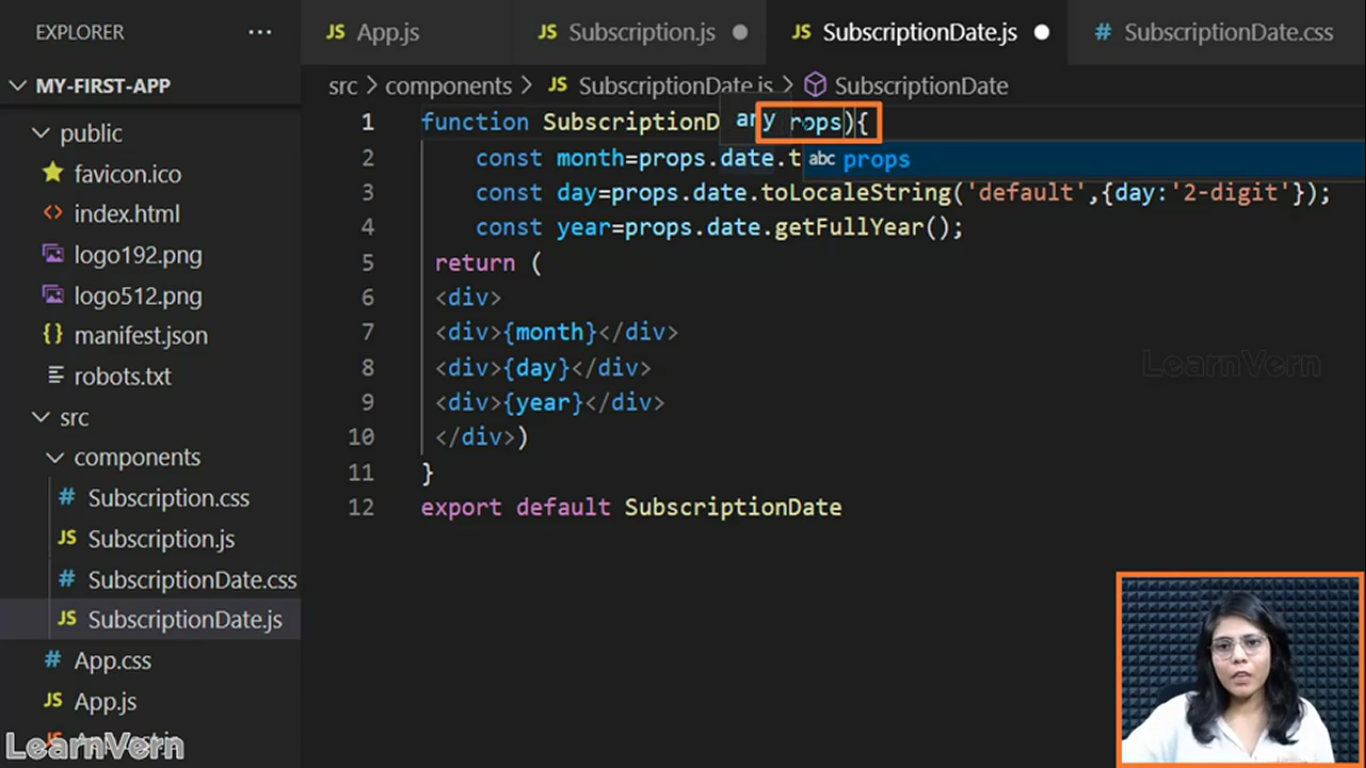 EXPLORER ...
JS App.js
JS Subscription.js
JS SubscriptionDate.js
# SubscriptionDate.css
MY-FIRST-APP
src > components > JS SubscriptionDate.js > SubscriptionDate
public
favicon.ico
<> index.html
logo192.png
logo512.png
{} manifest.json
robots.txt
src
components
# Subscription.css
JS Subscription.js
# SubscriptionDate.css
JS SubscriptionDate.js
# App.css
JS App.js
LearnVern
1 function SubscriptionD any rops){
2 const month=props.date.t
abc props
3 const day=props.date.toLocaleString('default',{day:'2-digit'});
4 const year=props.date.getFullYear();
5 return (
6 <div>
7 <div>{month}</div>
8 <div>{day}</div>
9 <div>{year}</div>
10 </div>)
11 }
12 export default SubscriptionDate
LearnVern